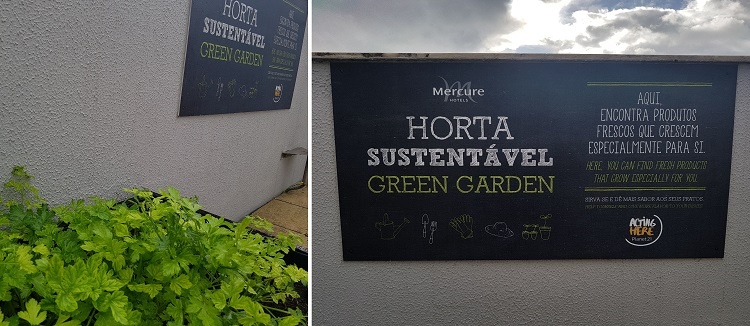 HORTA
SUSTENTÁVEL
GREEN GARDEN
Mercure
HOTELS
HORTA
SUSTENTÁVEL
GREEN GARDEN
AQUI,
ENCONTRA PRODUTOS
FRESCOS QUE CRESCEM
ESPECIALMENTE PARA SI.
HERE, YOU CAN FIND FRESH PRODUCTS
THAT GROW ESPECIALLY FOR YOU.
SIRVA-SE E DÊ MAIS SABOR AOS SEUS PRATOS.
ACTING
HERE
Planet21